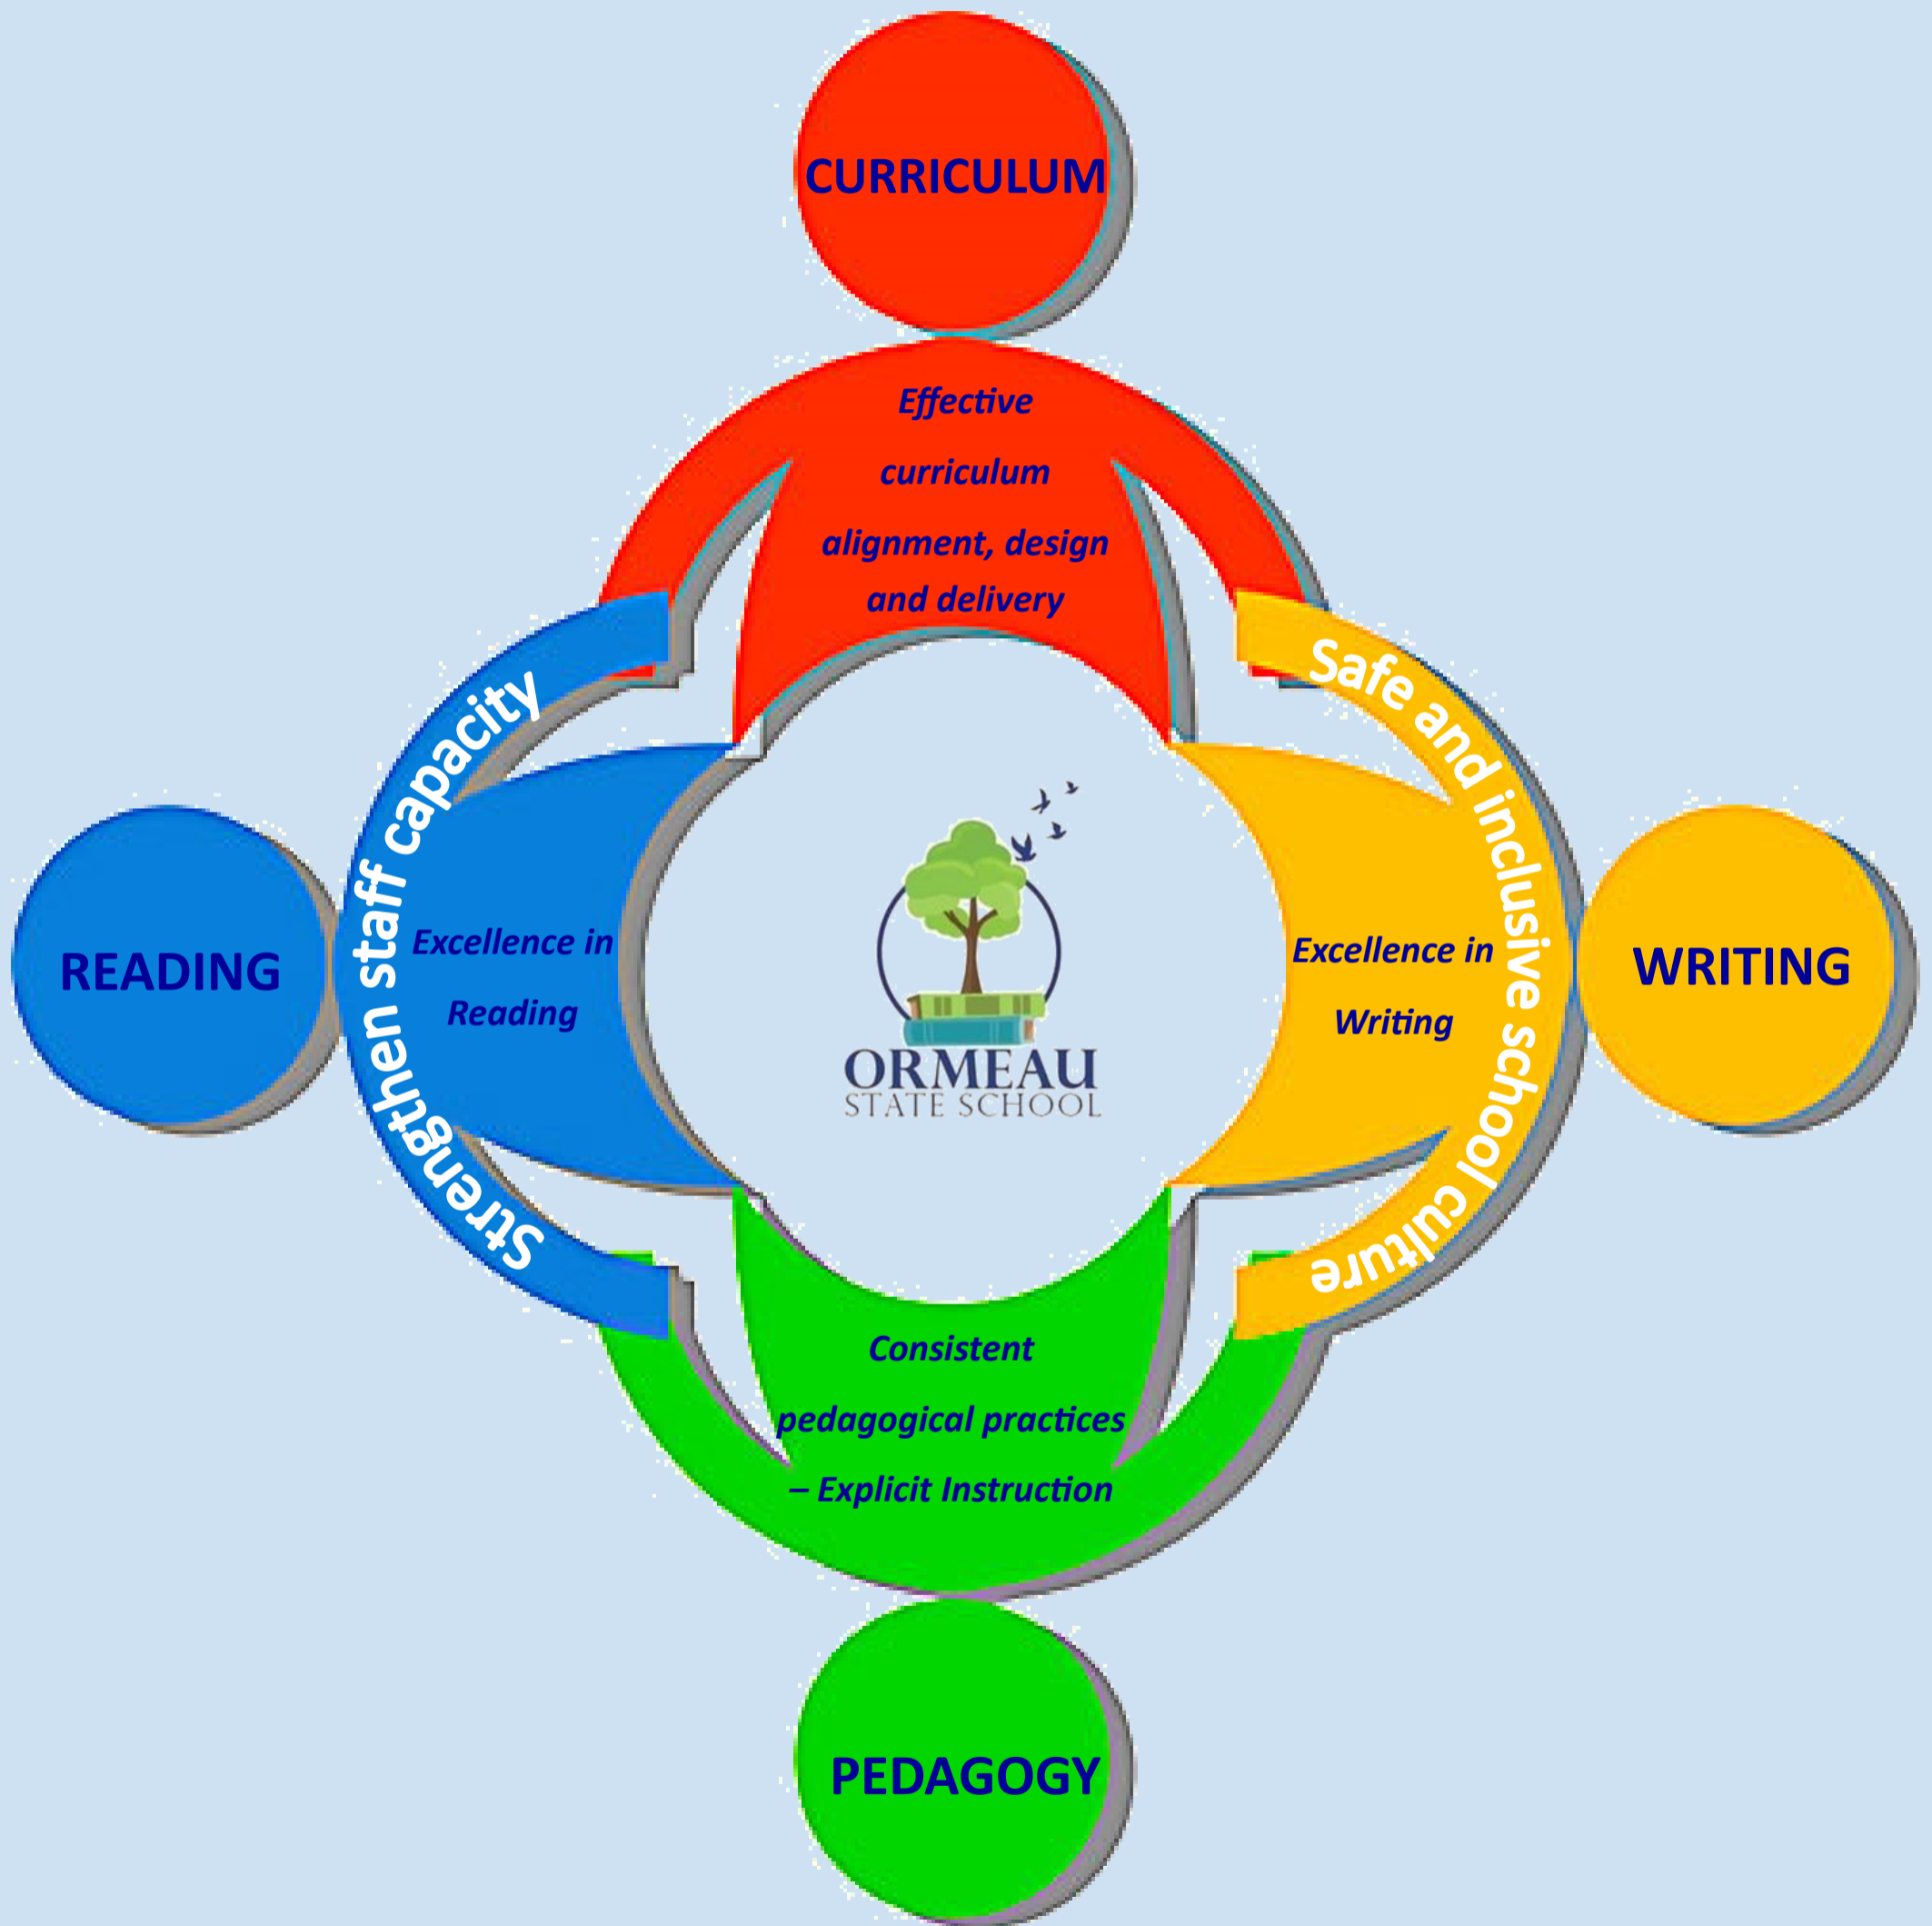 CURRICULUM
Effective
curriculum
alignment, design
and delivery
Strengthen staff capacity
Safe and inclusive school culture
READING
Excellence in
Reading
ORMEAU
STATE SCHOOL
Excellence in
Writing
WRITING
Consistent
pedagogical practices
– Explicit Instruction
PEDAGOGY